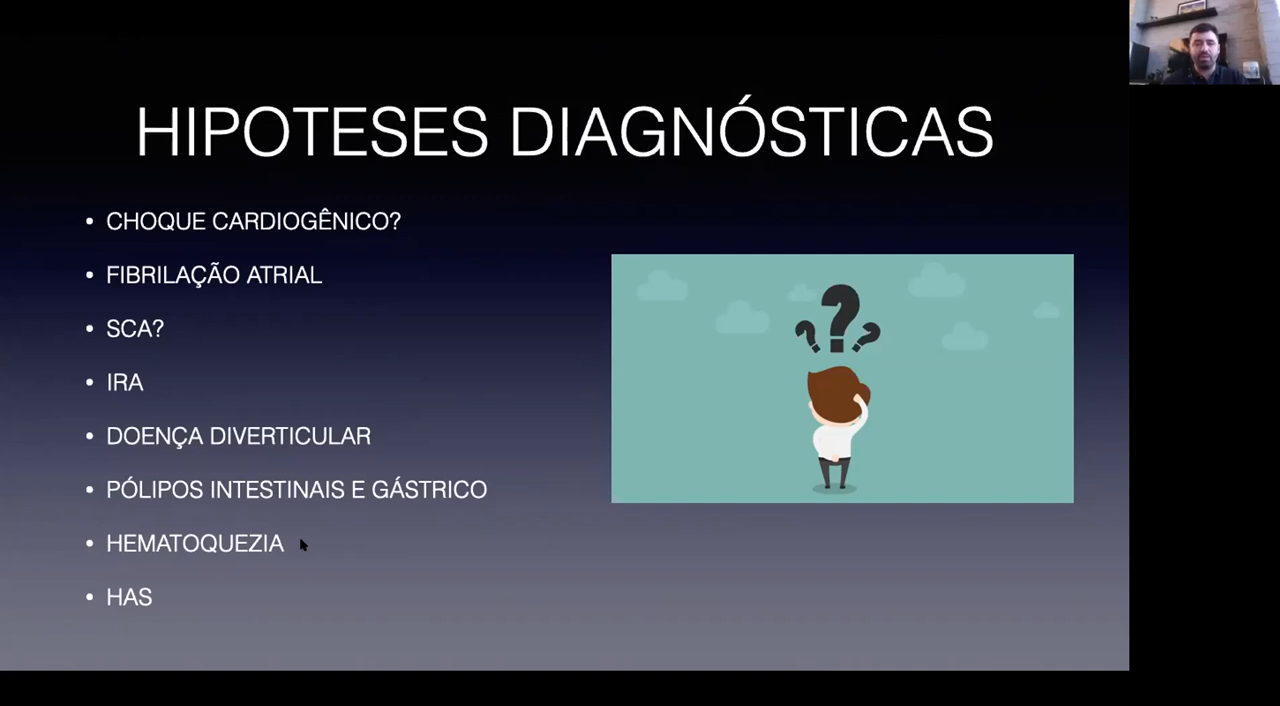 HIPOTESES DIAGNÓSTICAS
• CHOQUE CARDIOGÊNICO?
• FIBRILAÇÃO ATRIAL
• SCA?
• IRA
• DOENÇA DIVERTICULAR
• PÓLIPOS INTESTINAIS E GÁSTRICO
• HEMATOQUEZIA
• HAS
? ? ?